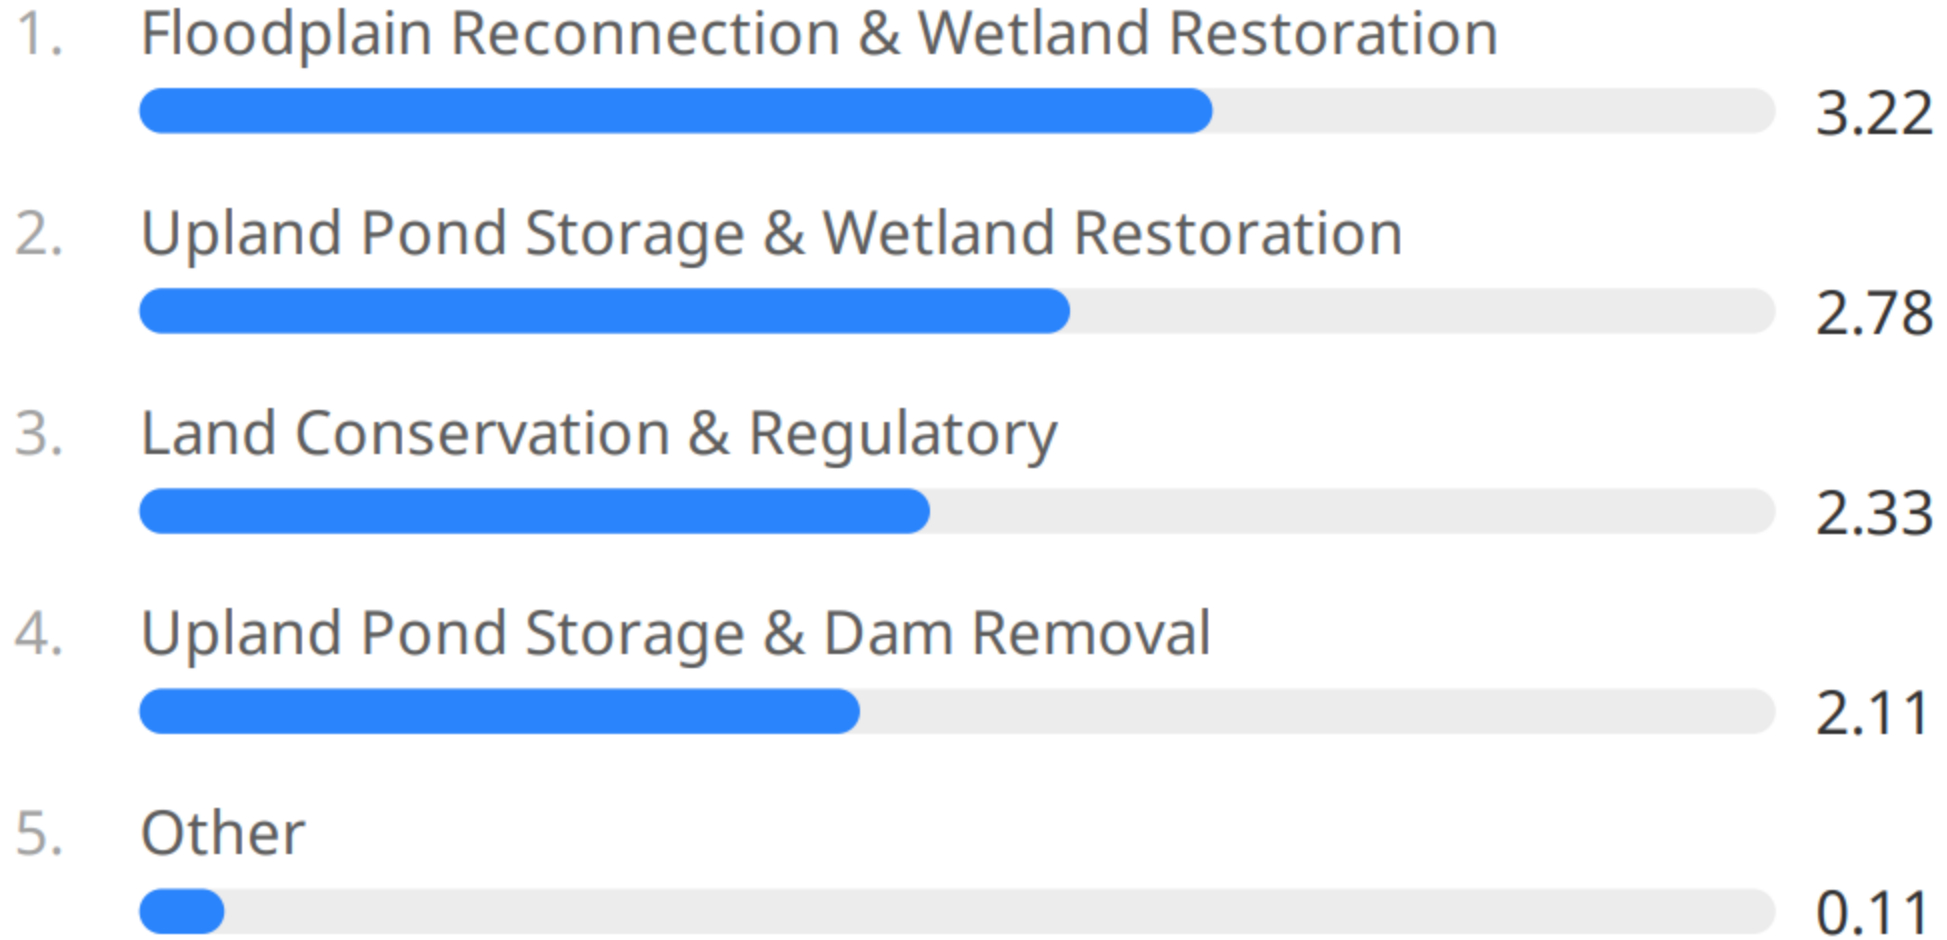 1. Floodplain Reconnection & Wetland Restoration
3.22
2. Upland Pond Storage & Wetland Restoration
2.78
3. Land Conservation & Regulatory
2.33
4. Upland Pond Storage & Dam Removal
2.11
5. Other
0.11